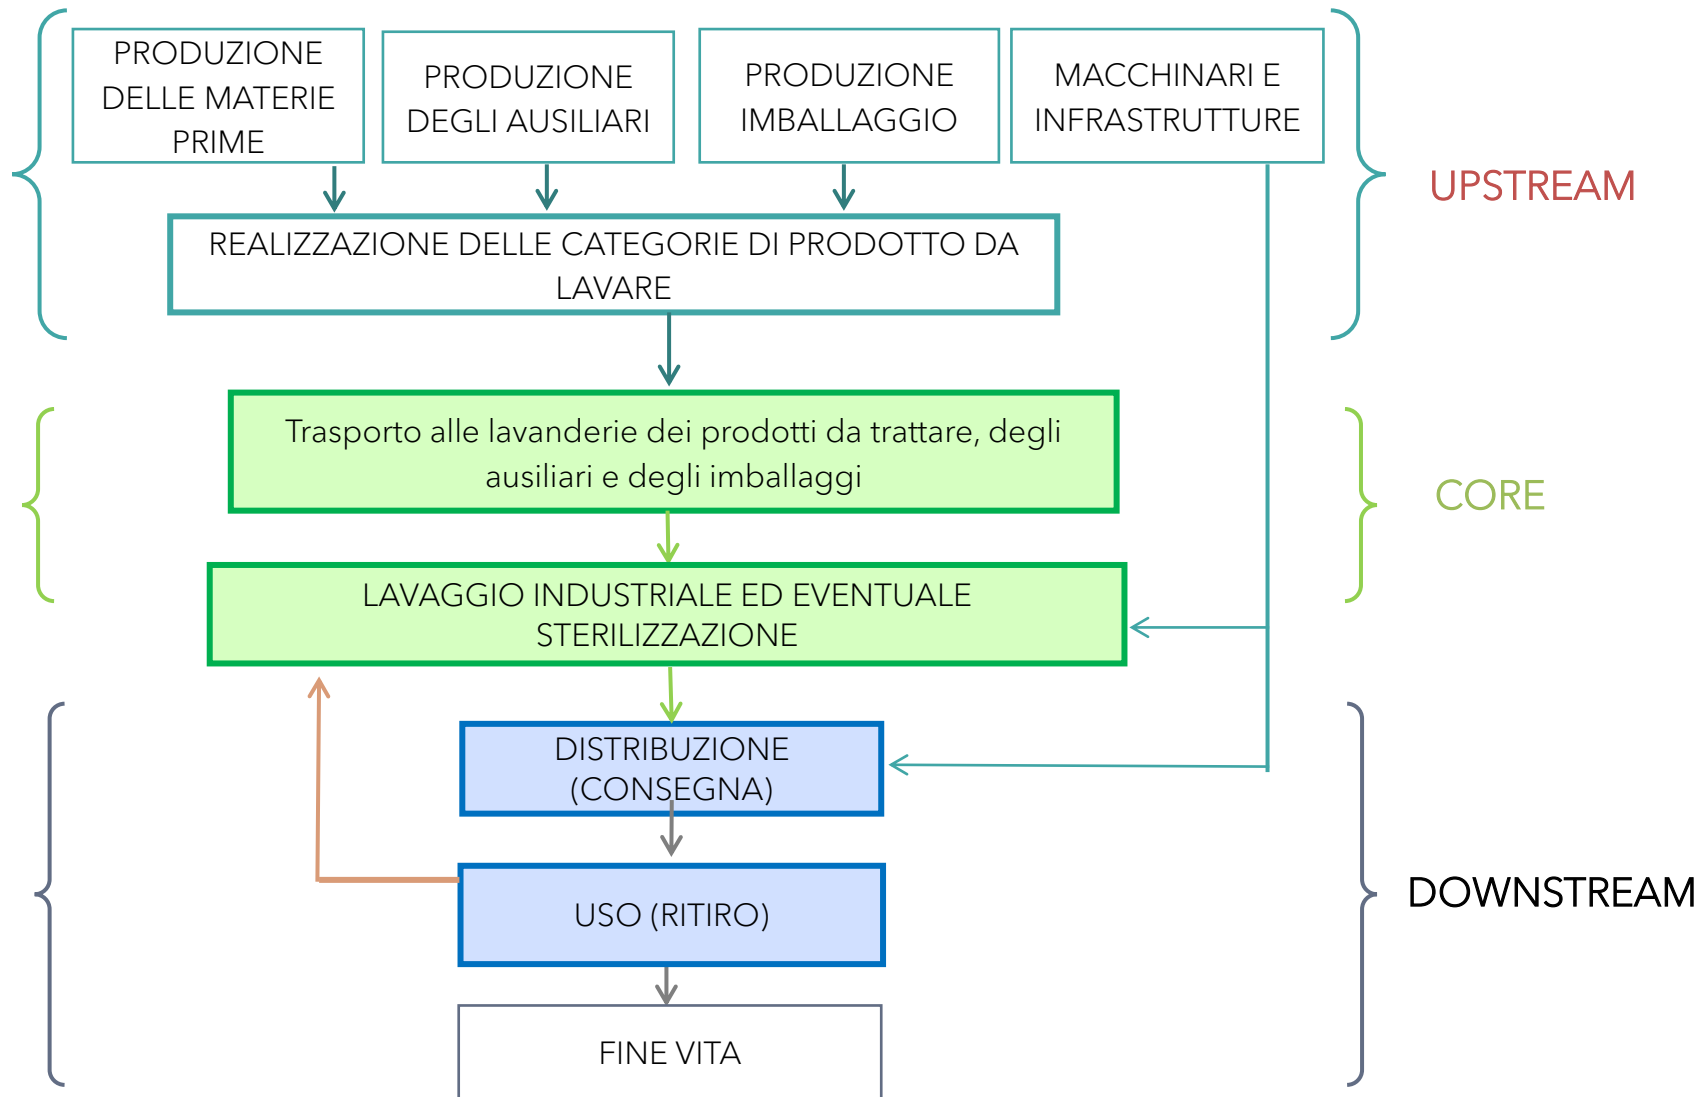 PRODUZIONE
DELLE MATERIE
PRIME
PRODUZIONE
DEGLI AUSILIARI
PRODUZIONE
IMBALLAGGIO
MACCHINARI E
INFRASTRUTTURE
UPSTREAM
REALIZZAZIONE DELLE CATEGORIE DI PRODOTTO DA
LAVARE
Trasporto alle lavanderie dei prodotti da trattare, degli
ausiliari e degli imballaggi
CORE
LAVAGGIO INDUSTRIALE ED EVENTUALE
STERILIZZAZIONE
DISTRIBUZIONE
(CONSEGNA)
DOWNSTREAM
USO (RITIRO)
FINE VITA